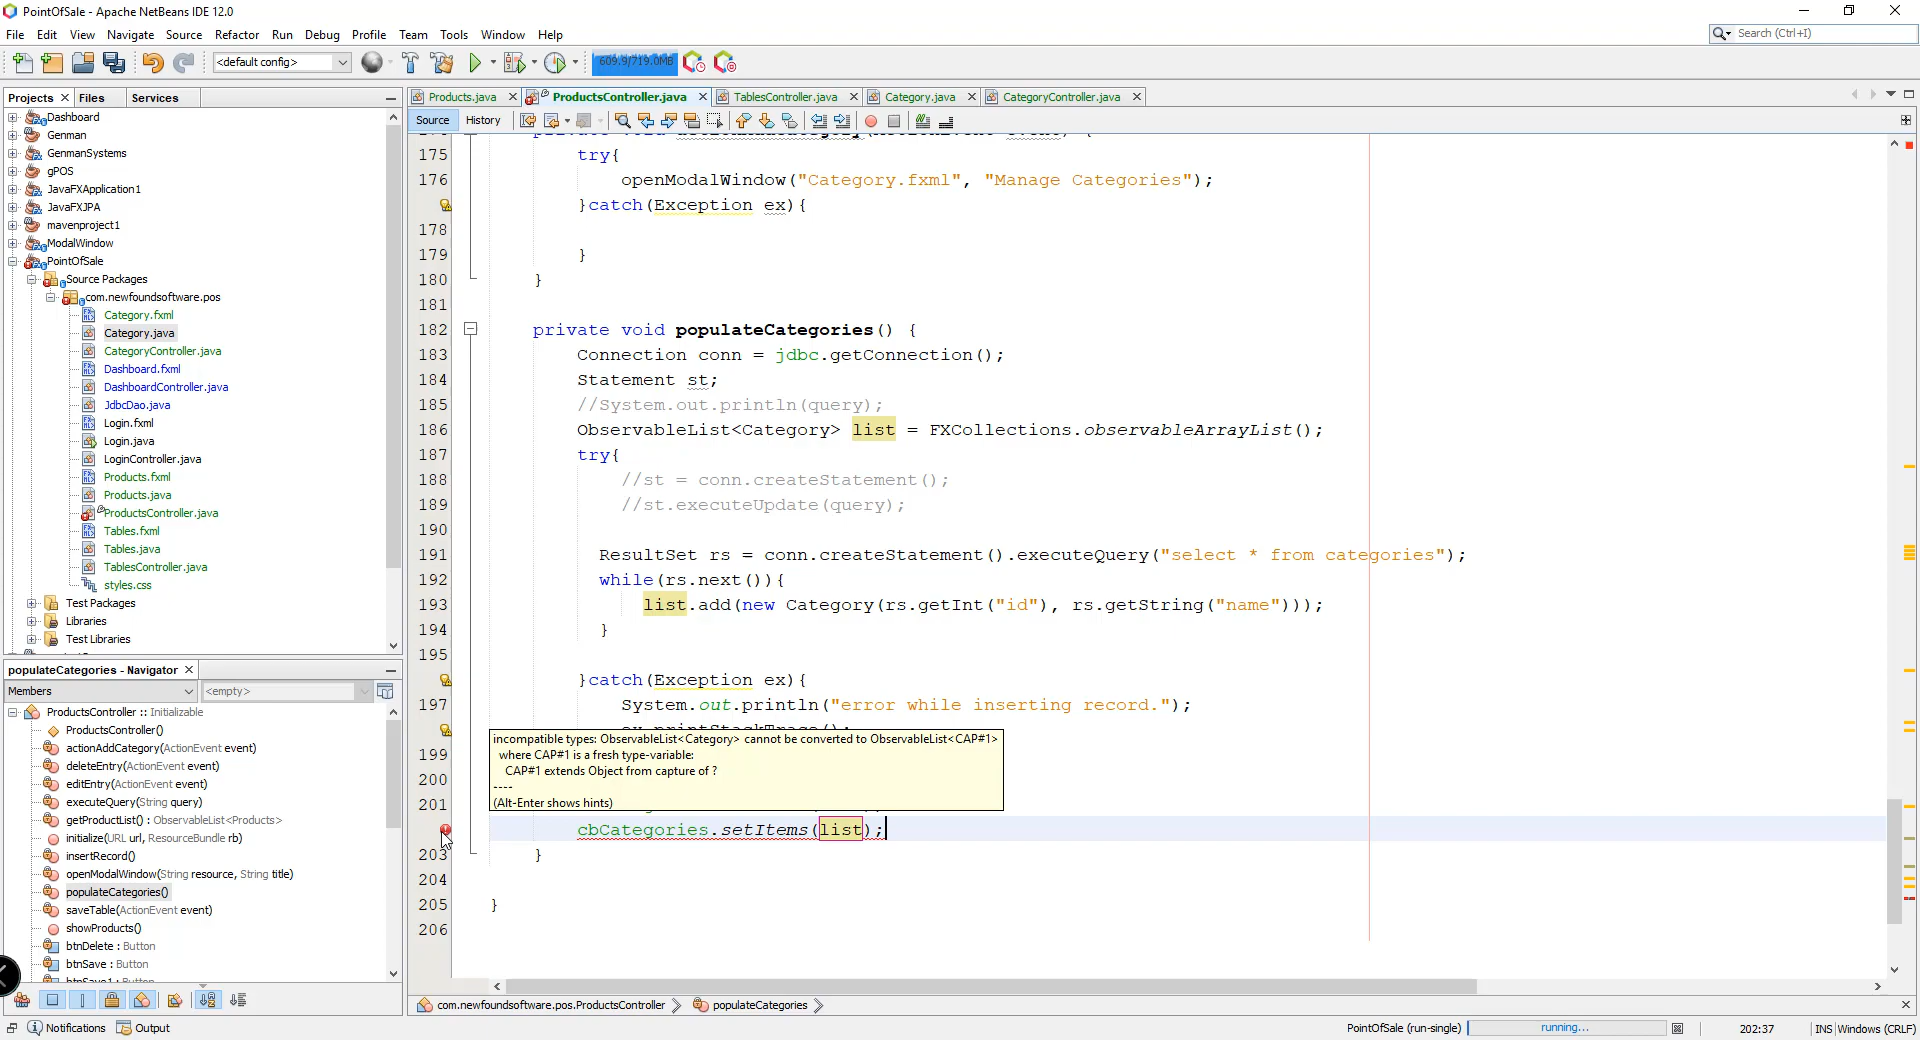 PointOfSale - Apache NetBeans IDE 12.0
File Edit View Navigate Source Refactor Run Debug Profile Team Tools Window Help
Search (Ctrl+I)
<default config>
609.9/719.0MB
Projects Files Services
Dashboard
Genman
GenmanSystems
gPOS
JavaFXApplication1
JavaFXJPA
mavenproject1
ModalWindow
PointOfSale
Source Packages
com.newfoundsoftware.pos
Category.fxml
Category.java
CategoryController.java
Dashboard.fxml
DashboardController.java
JdbcDao.java
Login.fxml
Login.java
LoginController.java
Products.fxml
Products.java
ProductsController.java
Tables.fxml
Tables.java
TablesController.java
styles.css
Test Packages
Libraries
Test Libraries
populateCategories - Navigator
Members
<empty>
ProductsController :: Initializable
ProductsController()
actionAddCategory(ActionEvent event)
deleteEntry(ActionEvent event)
editEntry(ActionEvent event)
executeQuery(String query)
getProductList() : ObservableList<Products>
initialize(URL url, ResourceBundle rb)
insertRecord()
openModalWindow(String resource, String title)
populateCategories()
saveTable(ActionEvent event)
showProducts()
btnDelete : Button
btnSave : Button
btnSave1 : Button
Products.java ProductsController.java TablesController.java Category.java CategoryController.java
Source History
175 try{
176 openModalWindow("Category.fxml", "Manage Categories");
}catch(Exception ex){
178
179 }
180 }
181
182 private void populateCategories() {
183 Connection conn = jdbc.getConnection();
184 Statement st;
185 //System.out.println(query);
186 ObservableList<Category> list = FXCollections.observableArrayList();
187 try{
188 //st = conn.createStatement();
189 //st.executeUpdate(query);
190
191 ResultSet rs = conn.createStatement().executeQuery("select * from categories");
192 while(rs.next()){
193 list.add(new Category(rs.getInt("id"), rs.getString("name")));
194 }
195
}catch(Exception ex){
197 System.out.println("error while inserting record.");
incompatible types: ObservableList<Category> cannot be converted to ObservableList<CAP#1>
199 where CAP#1 is a fresh type-variable:
CAP#1 extends Object from capture of ?
200 ----
201 (Alt-Enter shows hints)
cbCategories.setItems(list);
203 }
204
205 }
206
com.newfoundsoftware.pos.ProductsController populateCategories
Notifications Output
PointOfSale (run-single) running... 202:37 INS Windows (CRLF)